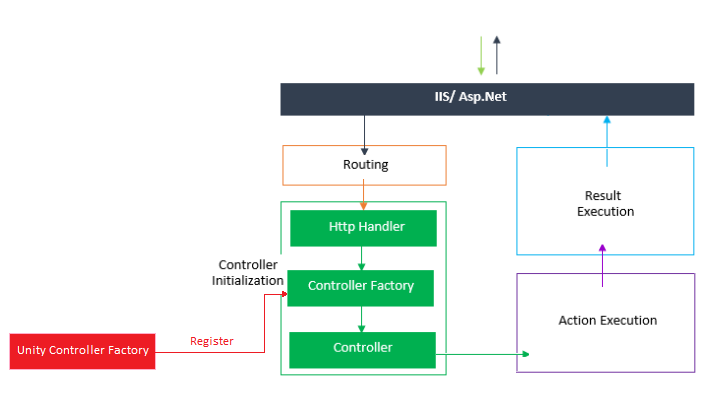 IIS/ Asp.Net
Routing
Http Handler
Controller
Initialization
Controller Factory
Controller
Unity Controller Factory
Register
Result
Execution
Action Execution